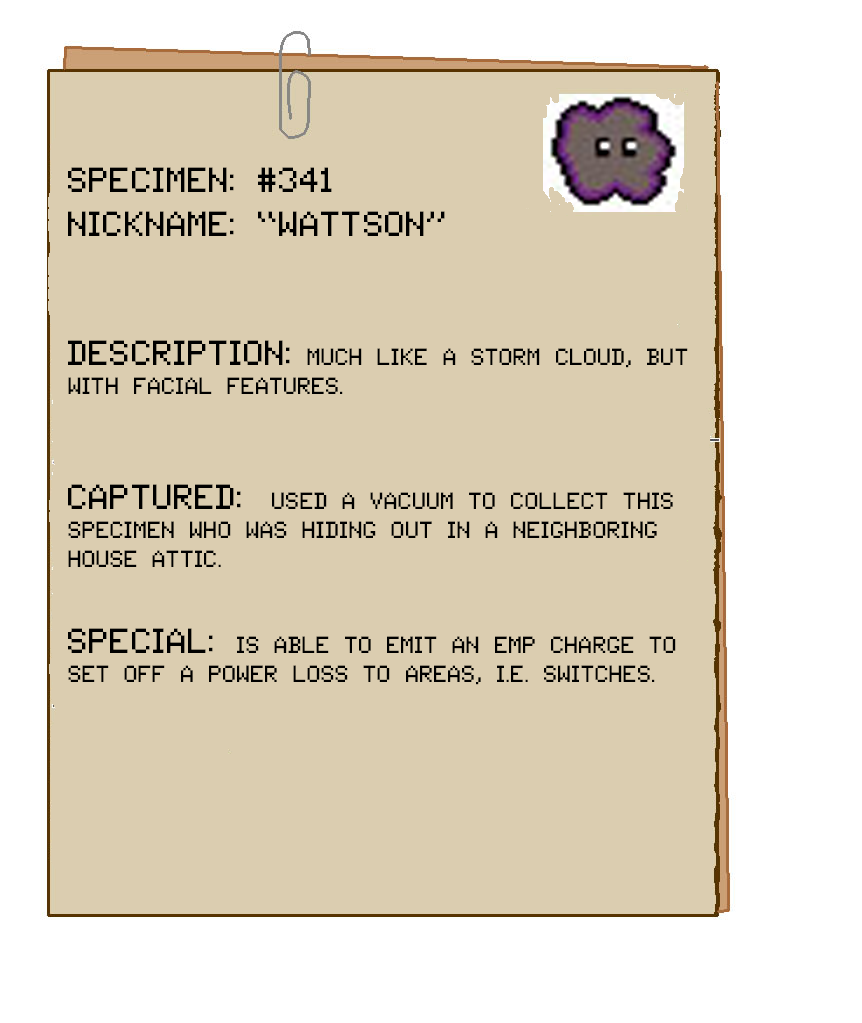 SPECIMEN: #341
NICKNAME: "WATTSON"
DESCRIPTION: MUCH LIKE A STORM CLOUD, BUT
WITH FACIAL FEATURES.
CAPTURED: USED A VACUUM TO COLLECT THIS
SPECIMEN WHO WAS HIDING OUT IN A NEIGHBORING
HOUSE ATTIC.
SPECIAL: IS ABLE TO EMIT AN EMP CHARGE TO
SET OFF A POWER LOSS TO AREAS, I.E. SWITCHES.